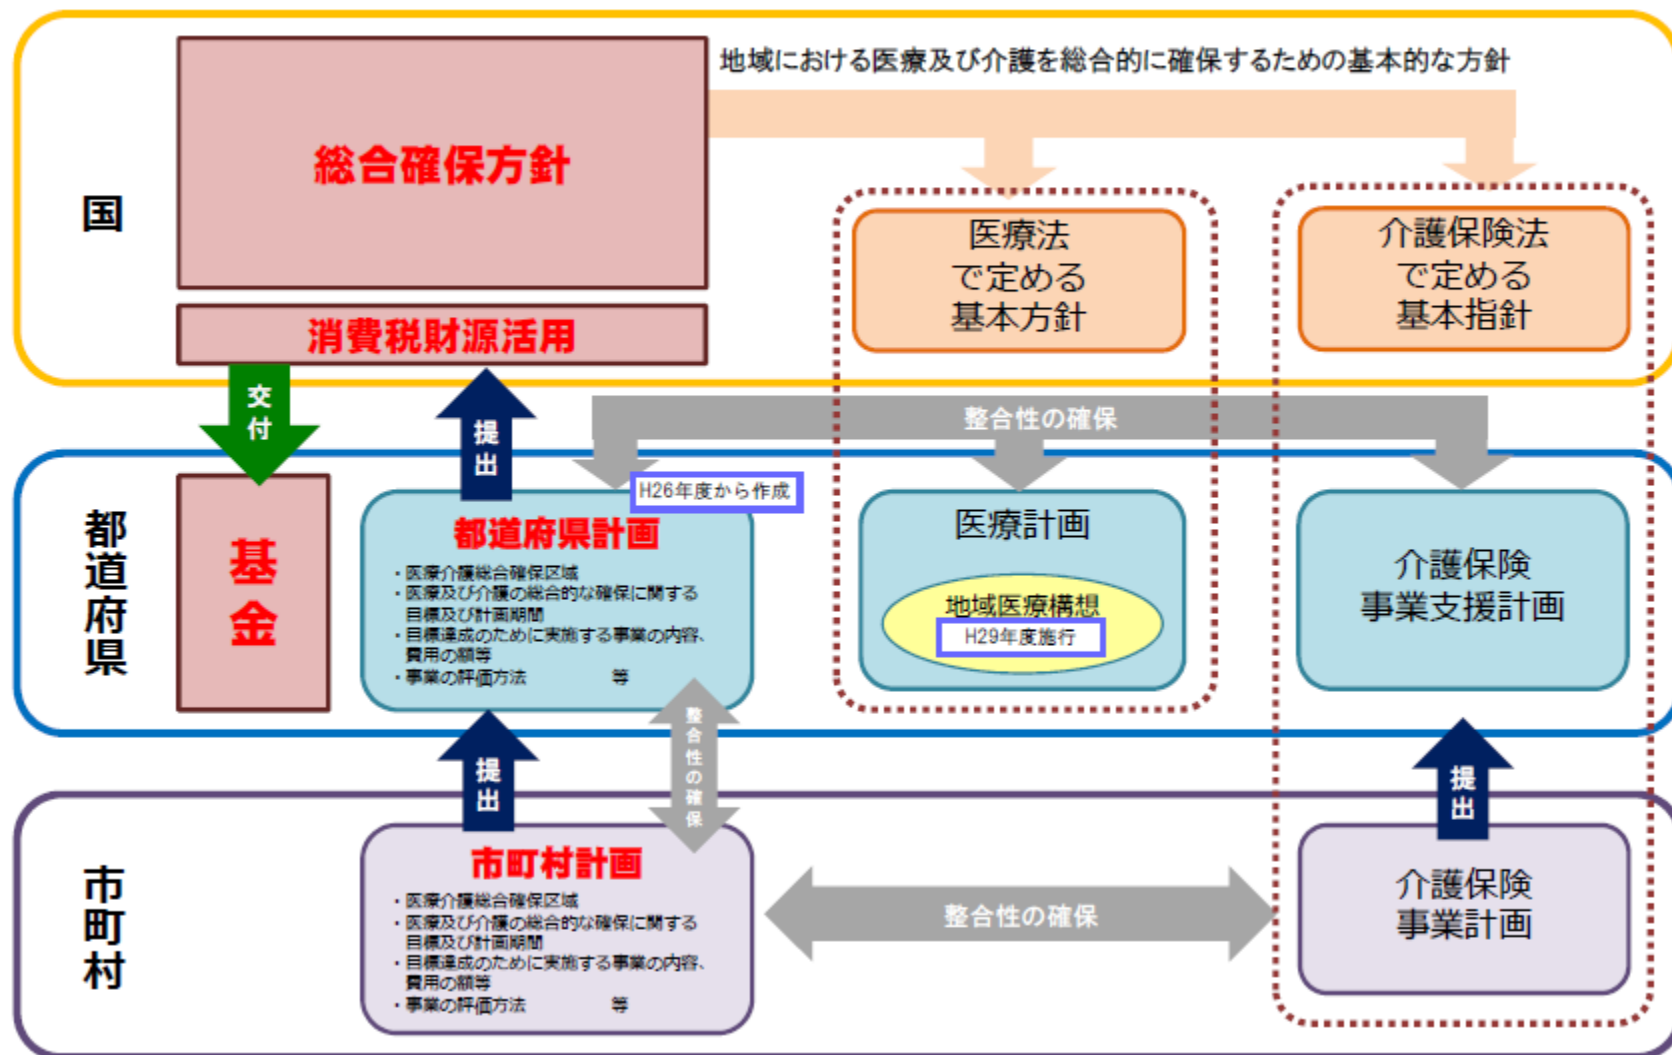 地域における医療及び介護を総合的に確保するための基本的な方針
国
総合確保方針
消費税財源活用
医療法
で定める
基本方針
介護保険法
で定める
基本指針
交付
提出
整合性の確保
都道府県
基金
H26年度から作成
都道府県計画
・医療介護総合確保区域
・医療及び介護の総合的な確保に関する
目標及び計画期間
・目標達成のために実施する事業の内容、
費用の額等
・事業の評価方法 等
医療計画
地域医療構想
H29年度施行
介護保険
事業支援計画
提出
整合性の確保
提出
市町村
市町村計画
・医療介護総合確保区域
・医療及び介護の総合的な確保に関する
目標及び計画期間
・目標達成のために実施する事業の内容、
費用の額等
・事業の評価方法 等
整合性の確保
介護保険
事業計画